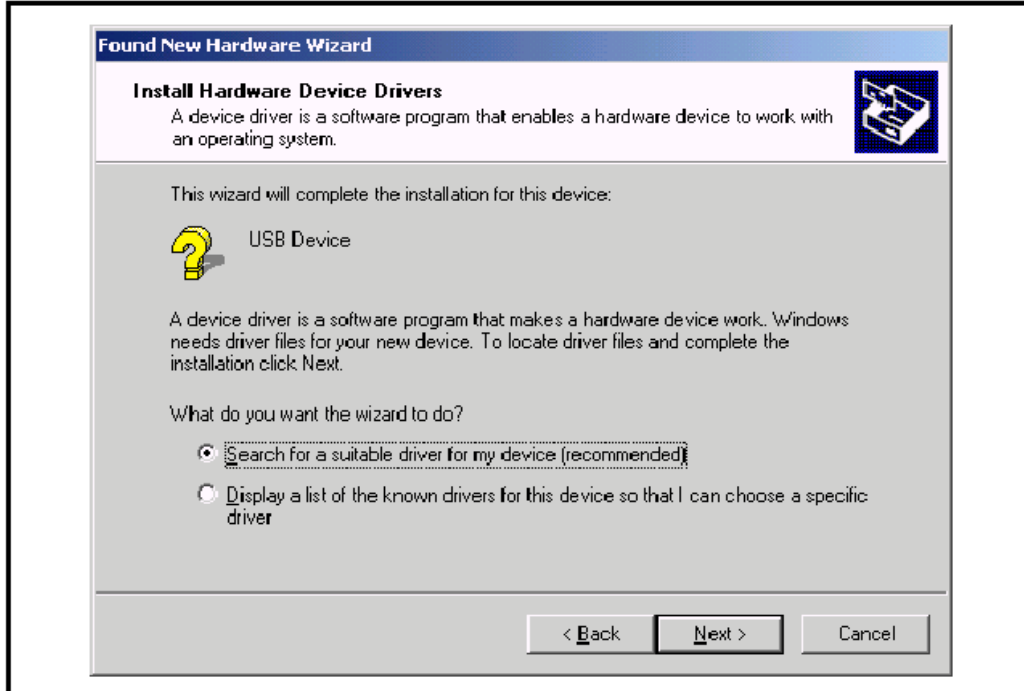 Found New Hardware Wizard
Install Hardware Device Drivers
A device driver is a software program that enables a hardware device to work with
an operating system.
This wizard will complete the installation for this device:
USB Device
A device driver is a software program that makes a hardware device work. Windows
needs driver files for your new device. To locate driver files and complete the
installation click Next.
What do you want the wizard to do?
Search for a suitable driver for my device (recommended)
Display a list of the known drivers for this device so that I can choose a specific
driver
< Back
Next >
Cancel